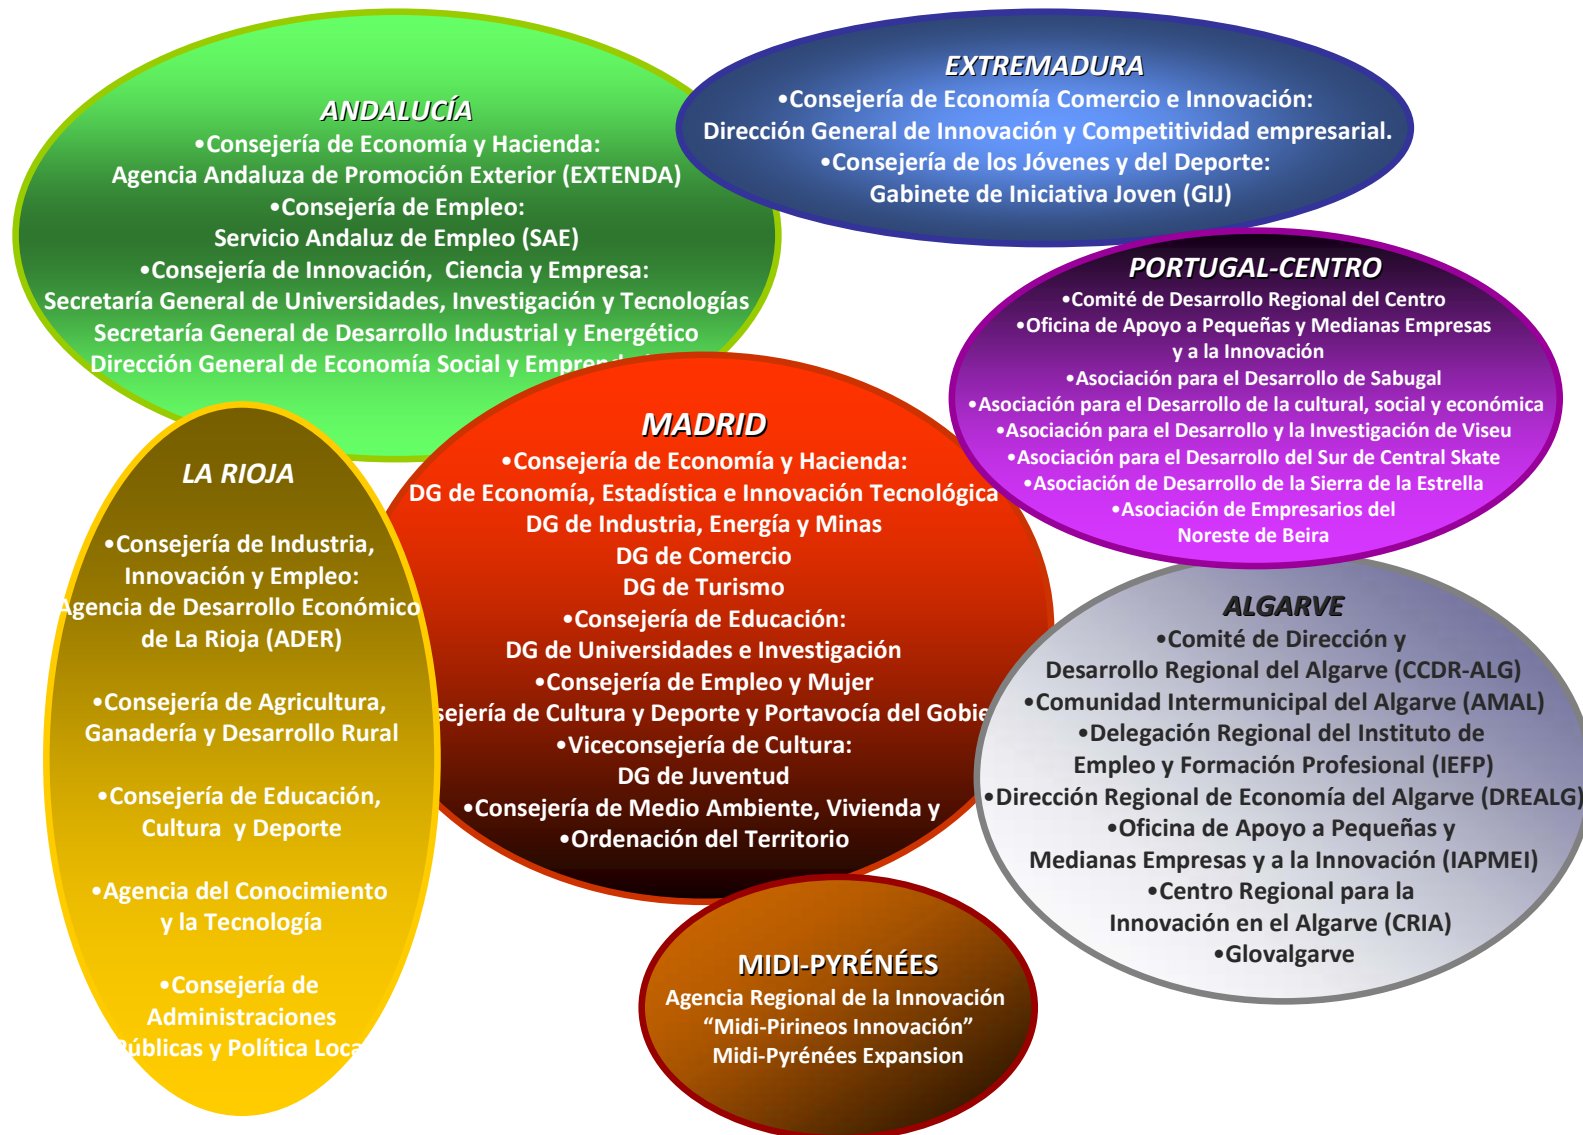 ANDALUCÍA
•Consejería de Economía y Hacienda:
Agencia Andaluza de Promoción Exterior (EXTENDA)
•Consejería de Empleo:
Servicio Andaluz de Empleo (SAE)
•Consejería de Innovación, Ciencia y Empresa:
Secretaría General de Universidades, Investigación y Tecnologías
Secretaría General de Desarrollo Industrial y Energético
Dirección General de Economía Social y
EXTREMADURA
•Consejería de Economía Comercio e Innovación:
Dirección General de Innovación y Competitividad empresarial.
•Consejería de los Jóvenes y del Deporte:
Gabinete de Iniciativa Joven (GIJ)
PORTUGAL-CENTRO
•Comité de Desarrollo Regional del Centro
•Oficina de Apoyo a Pequeñas y Medianas Empresas
y a la Innovación
•Asociación para el Desarrollo de Sabugal
•Asociación para el Desarrollo de la cultural, social y económica
•Asociación para el Desarrollo y la Investigación de Viseu
•Asociación para el Desarrollo del Sur de Central Skate
•Asociación de Desarrollo de la Sierra de la Estrella
•Asociación de Empresarios del
Noreste de Beira
LA RIOJA
•Consejería de Industria,
Innovación y Empleo:
Agencia de Desarrollo Económico
de La Rioja (ADER)
•Consejería de Agricultura,
Ganadería y Desarrollo Rural
•Consejería de Educación,
Cultura y Deporte
•Agencia del Conocimiento
y la Tecnología
•Consejería de
Administraciones
Públicas y Política Local
MADRID
•Consejería de Economía y Hacienda:
DG de Economía, Estadística e Innovación Tecnológica
DG de Industria, Energía y Minas
DG de Comercio
DG de Turismo
•Consejería de Educación:
DG de Universidades e Investigación
•Consejería de Empleo y Mujer
sejería de Cultura y Deporte y Portavocía del Gobie
•Viceconsejería de Cultura:
DG de Juventud
•Consejería de Medio Ambiente, Vivienda y
•Ordenación del Territorio
ALGARVE
•Comité de Dirección y
Desarrollo Regional del Algarve (CCDR-ALG)
•Comunidad Intermunicipal del Algarve (AMAL)
•Delegación Regional del Instituto de
Empleo y Formación Profesional (IEFP)
•Dirección Regional de Economía del Algarve (DREALG)
•Oficina de Apoyo a Pequeñas y
Medianas Empresas y a la Innovación (IAPMEI)
•Centro Regional para la
Innovación en el Algarve (CRIA)
•Glovalgarve
MIDI-PYRÉNÉES
Agencia Regional de la Innovación
“Midi-Pirineos Innovación”
Midi-Pyrénées Expansion